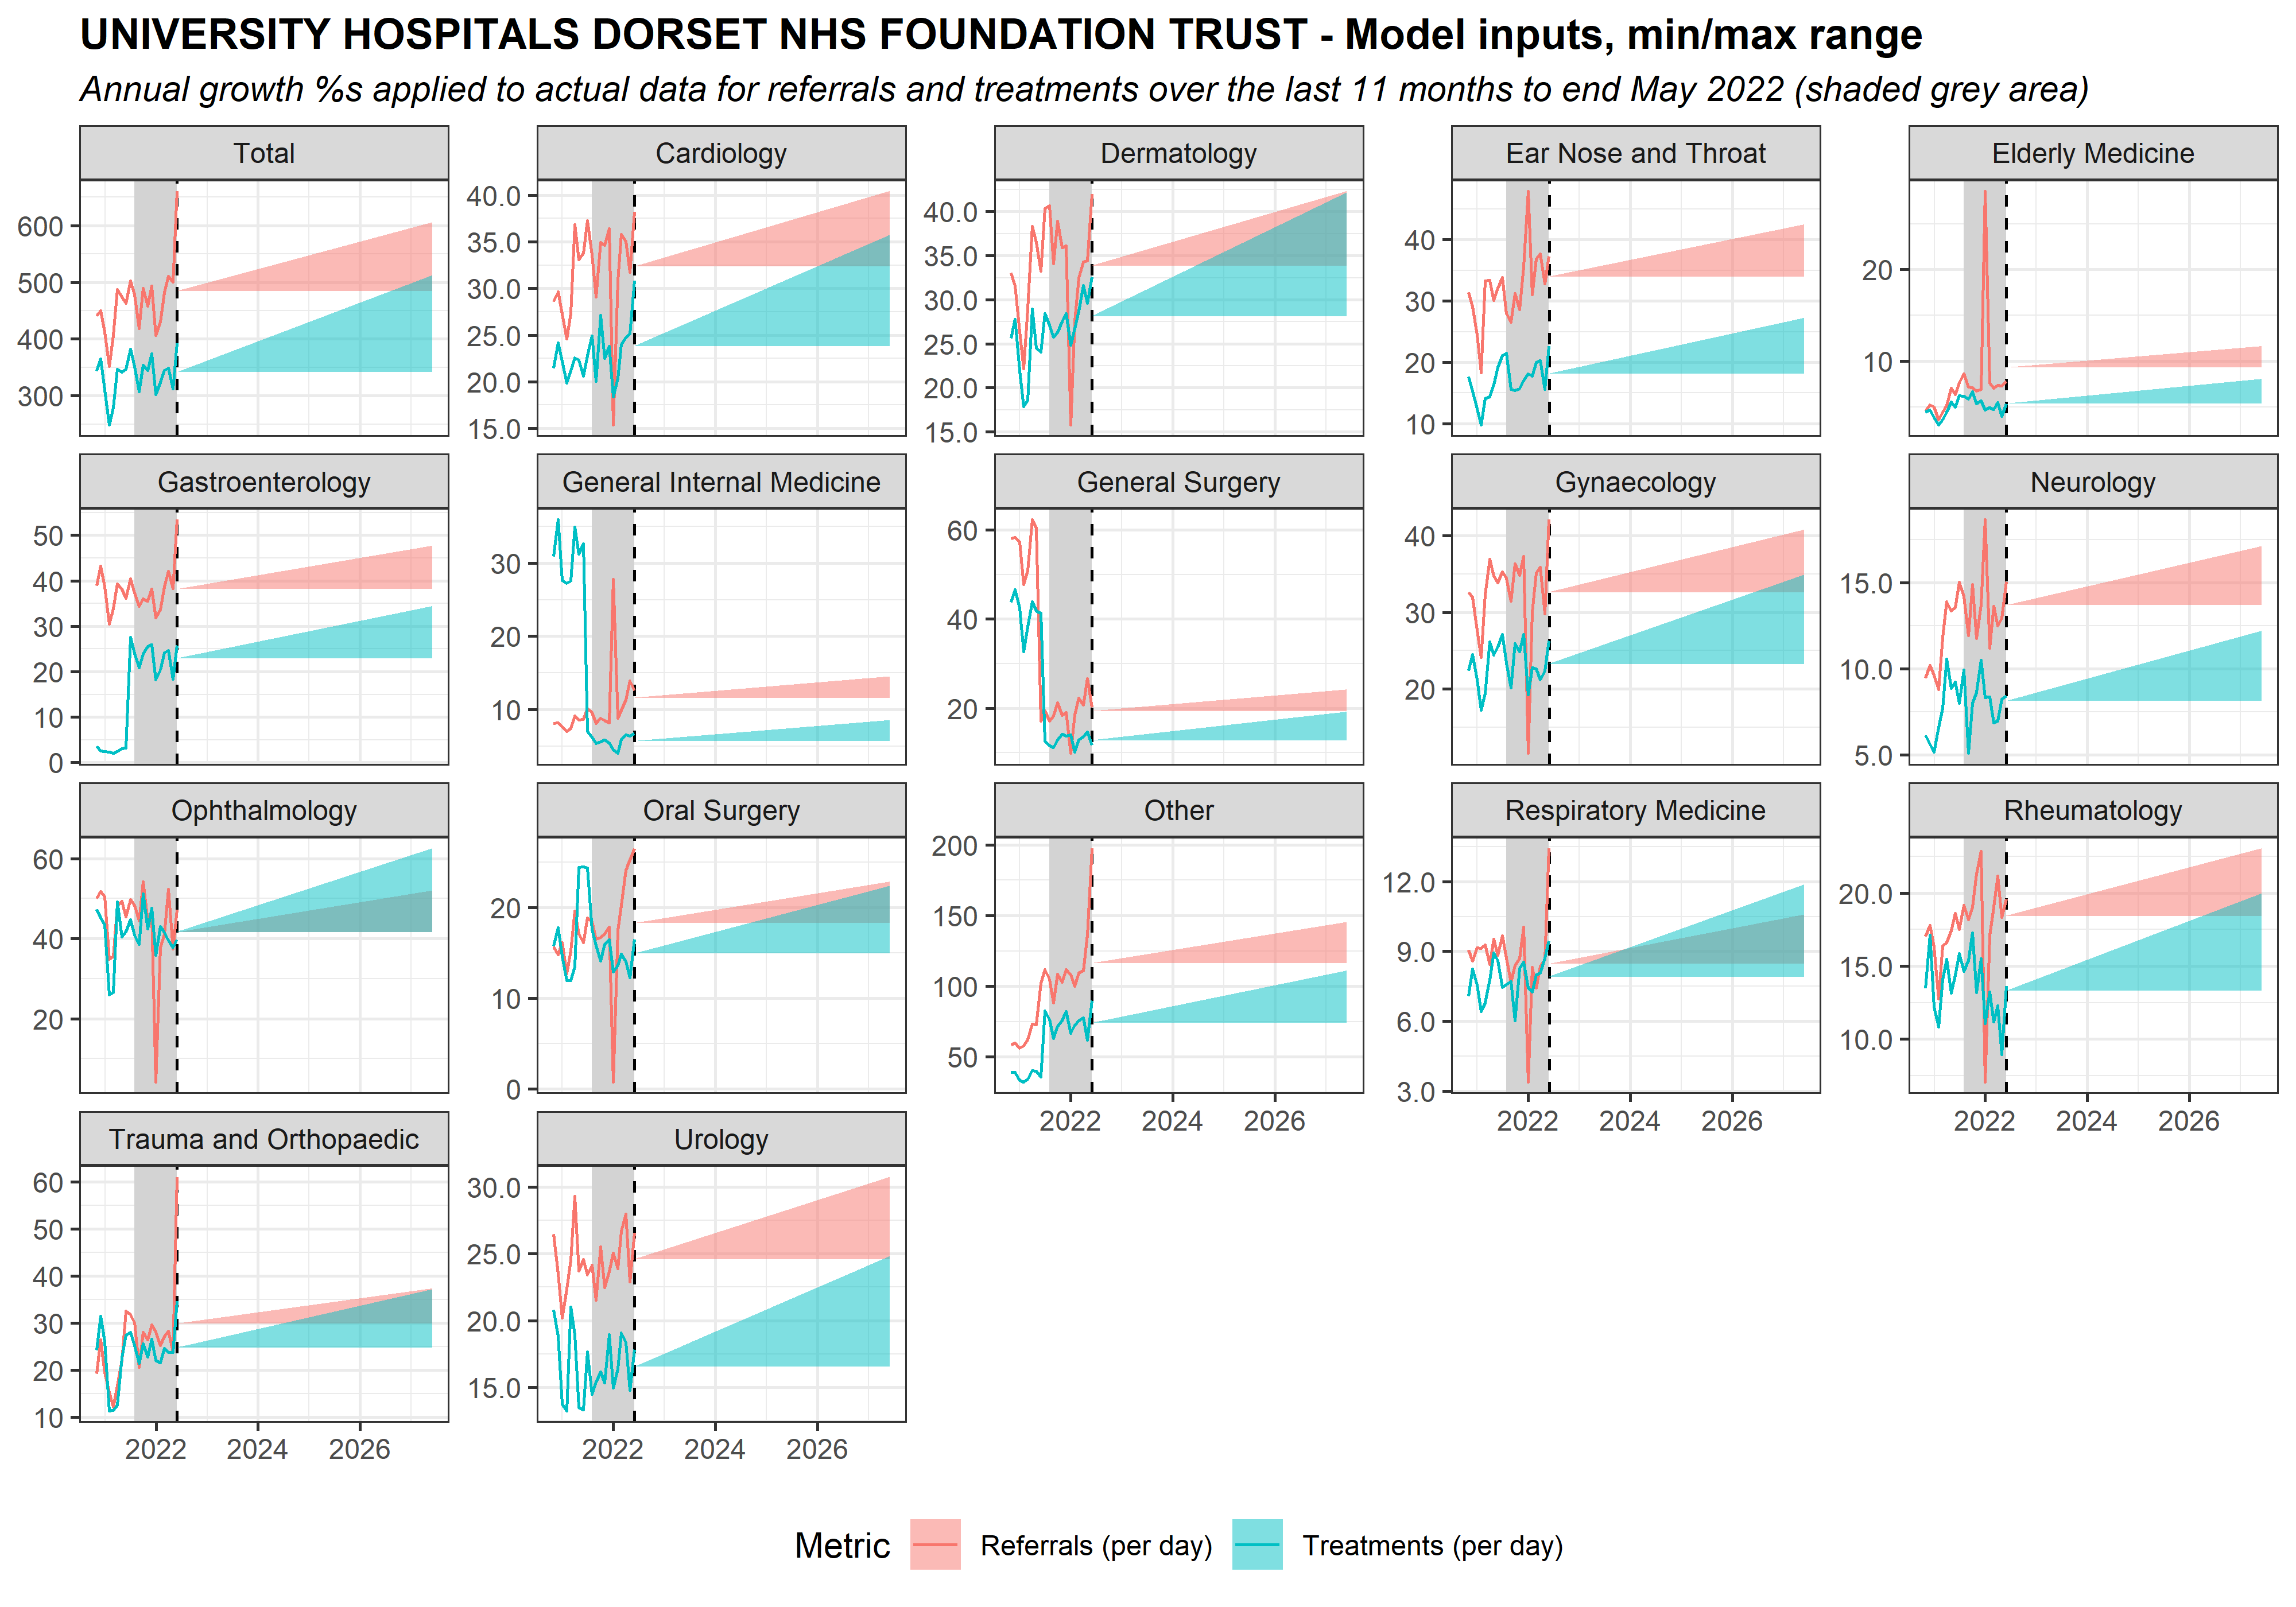 UNIVERSITY HOSPITALS DORSET NHS FOUNDATION TRUST - Model inputs, min/max range
Annual growth %s applied to actual data for referrals and treatments over the last 11 months to end May 2022 (shaded grey area)
Total
600
500
400
300
Cardiology
40.0
35.0
30.0
25.0
20.0
15.0
Dermatology
40.0
35.0
30.0
25.0
20.0
15.0
Ear Nose and Throat
40
30
20
10
Elderly Medicine
20
10
Gastroenterology
50
40
30
20
10
0
General Internal Medicine
30
20
10
General Surgery
60
40
20
Gynaecology
40
30
20
Neurology
15.0
10.0
5.0
Ophthalmology
60
40
20
Oral Surgery
20
10
0
Other
200
150
100
50
2022 2024 2026
Respiratory Medicine
12.0
9.0
6.0
3.0
2022 2024 2026
Rheumatology
20.0
15.0
10.0
2022 2024 2026
Trauma and Orthopaedic
60
50
40
30
20
10
2022 2024 2026
Urology
30.0
25.0
20.0
15.0
2022 2024 2026
Metric Referrals (per day) Treatments (per day)